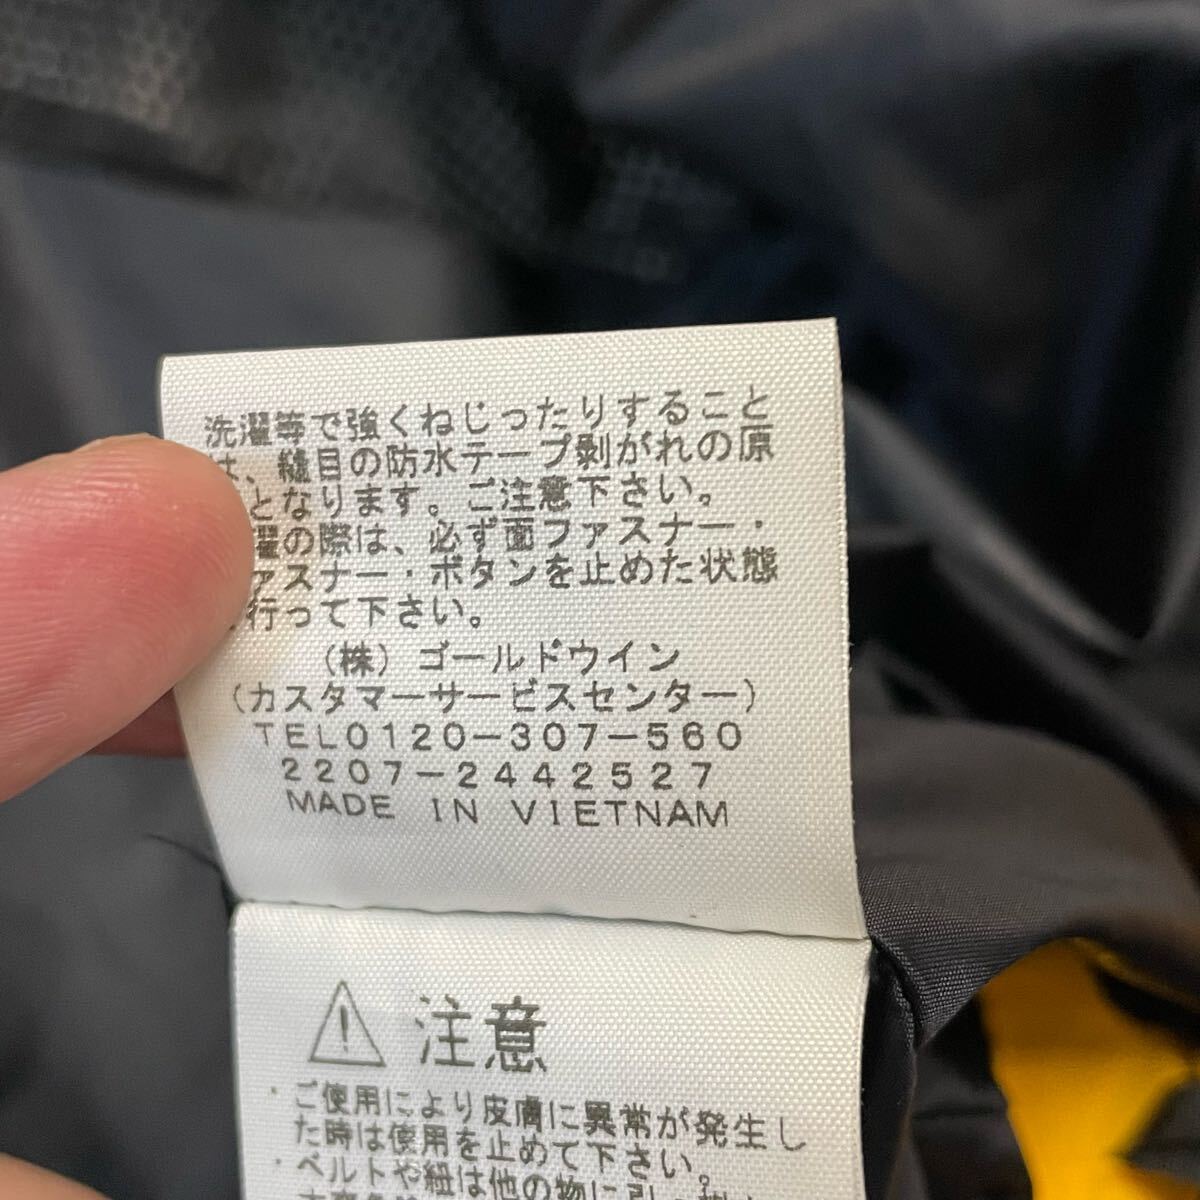 洗濯等で強くねじったりすること
は、縫目の防水テープ剥がれの原
となります。ご注意下さい。
濯の際は、必ず面ファスナー・
ァスナー・ボタンを止めた状態
行って下さい。
(株)ゴールドウイン
(カスタマーサービスセンター)
TEL0120-307-560
2207-2442527
MADE IN VIETNAM
注意
・ご使用により皮膚に異常が発生し
た時は使用を止めて下さい。
・ベルトや紐は他の物に引っ掛